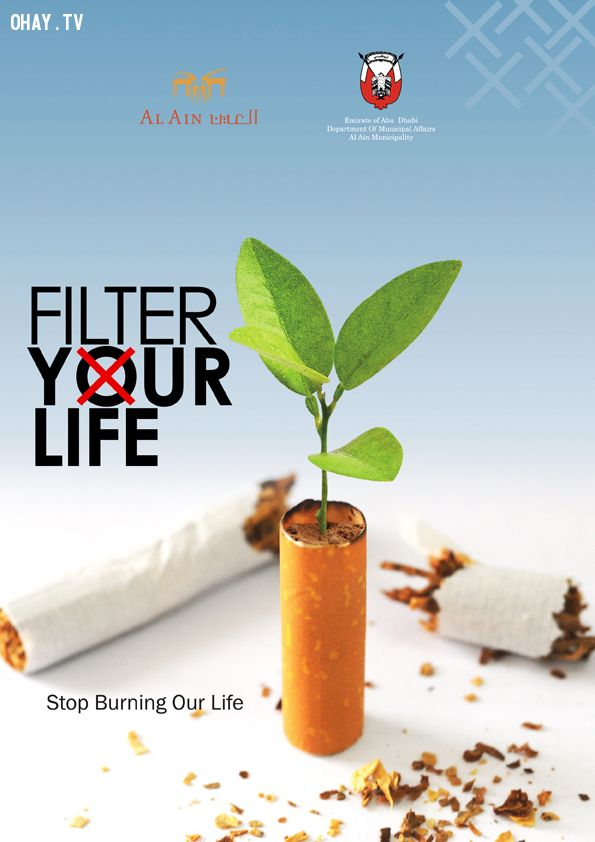 OHAY.TV
AL AIN العين
Emirate of Abu Dhabi
Department Of Municipal Affairs
Al Ain Municipality
FILTER
YOUR
LIFE
Stop Burning Our Life